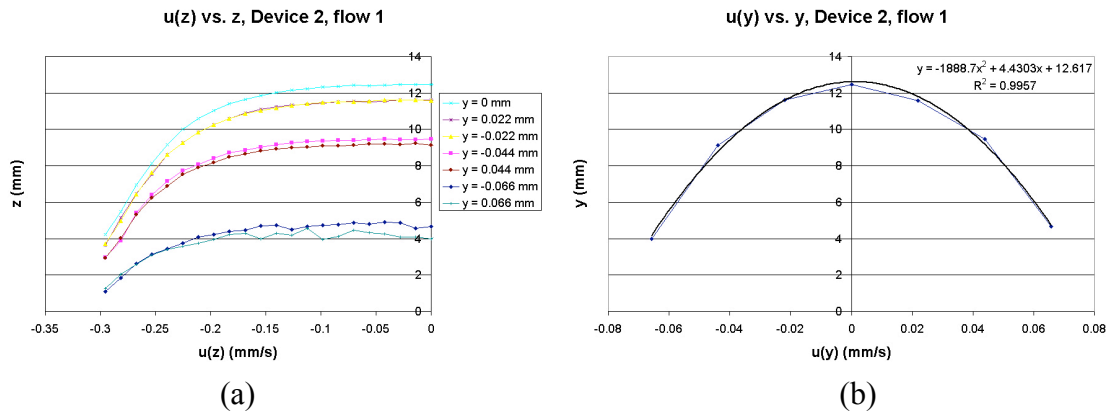 u(z) vs. z, Device 2, flow 1
14
12
10
8
6
4
2
0
-0.35
-0.3
-0.25
-0.2
-0.15
-0.1
-0.05
0
z (mm)
u(z) (mm/s)
y = 0 mm
y = 0.022 mm
y = -0.022 mm
y = -0.044 mm
y = 0.044 mm
y = -0.066 mm
y = 0.066 mm
(a)
u(y) vs. y, Device 2, flow 1
y = -1888.7x² + 4.4303x + 12.617
R² = 0.9957
14
12
10
8
6
4
2
0
-0.08
-0.06
-0.04
-0.02
0
0.02
0.04
0.06
0.08
y (mm)
u(y) (mm/s)
(b)